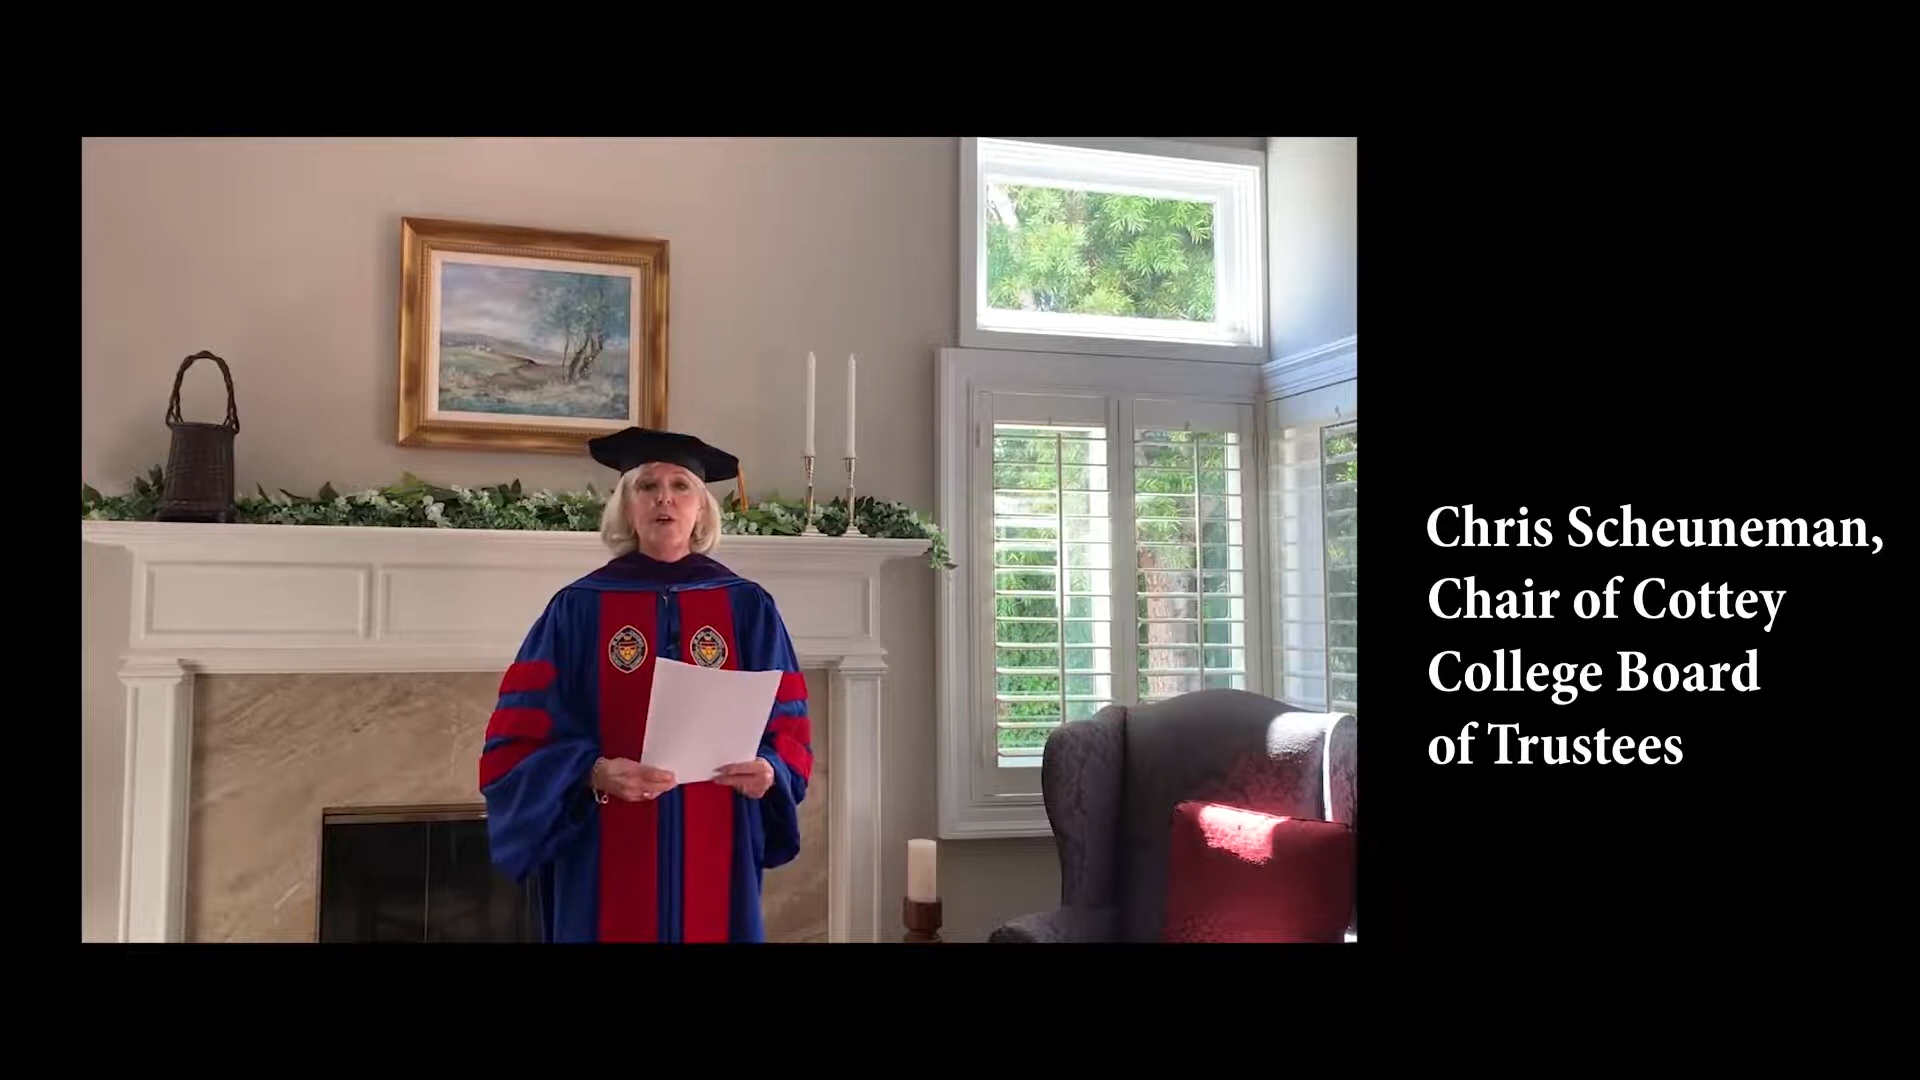 Chris Scheuneman,
Chair of Cottey
College Board
of Trustees